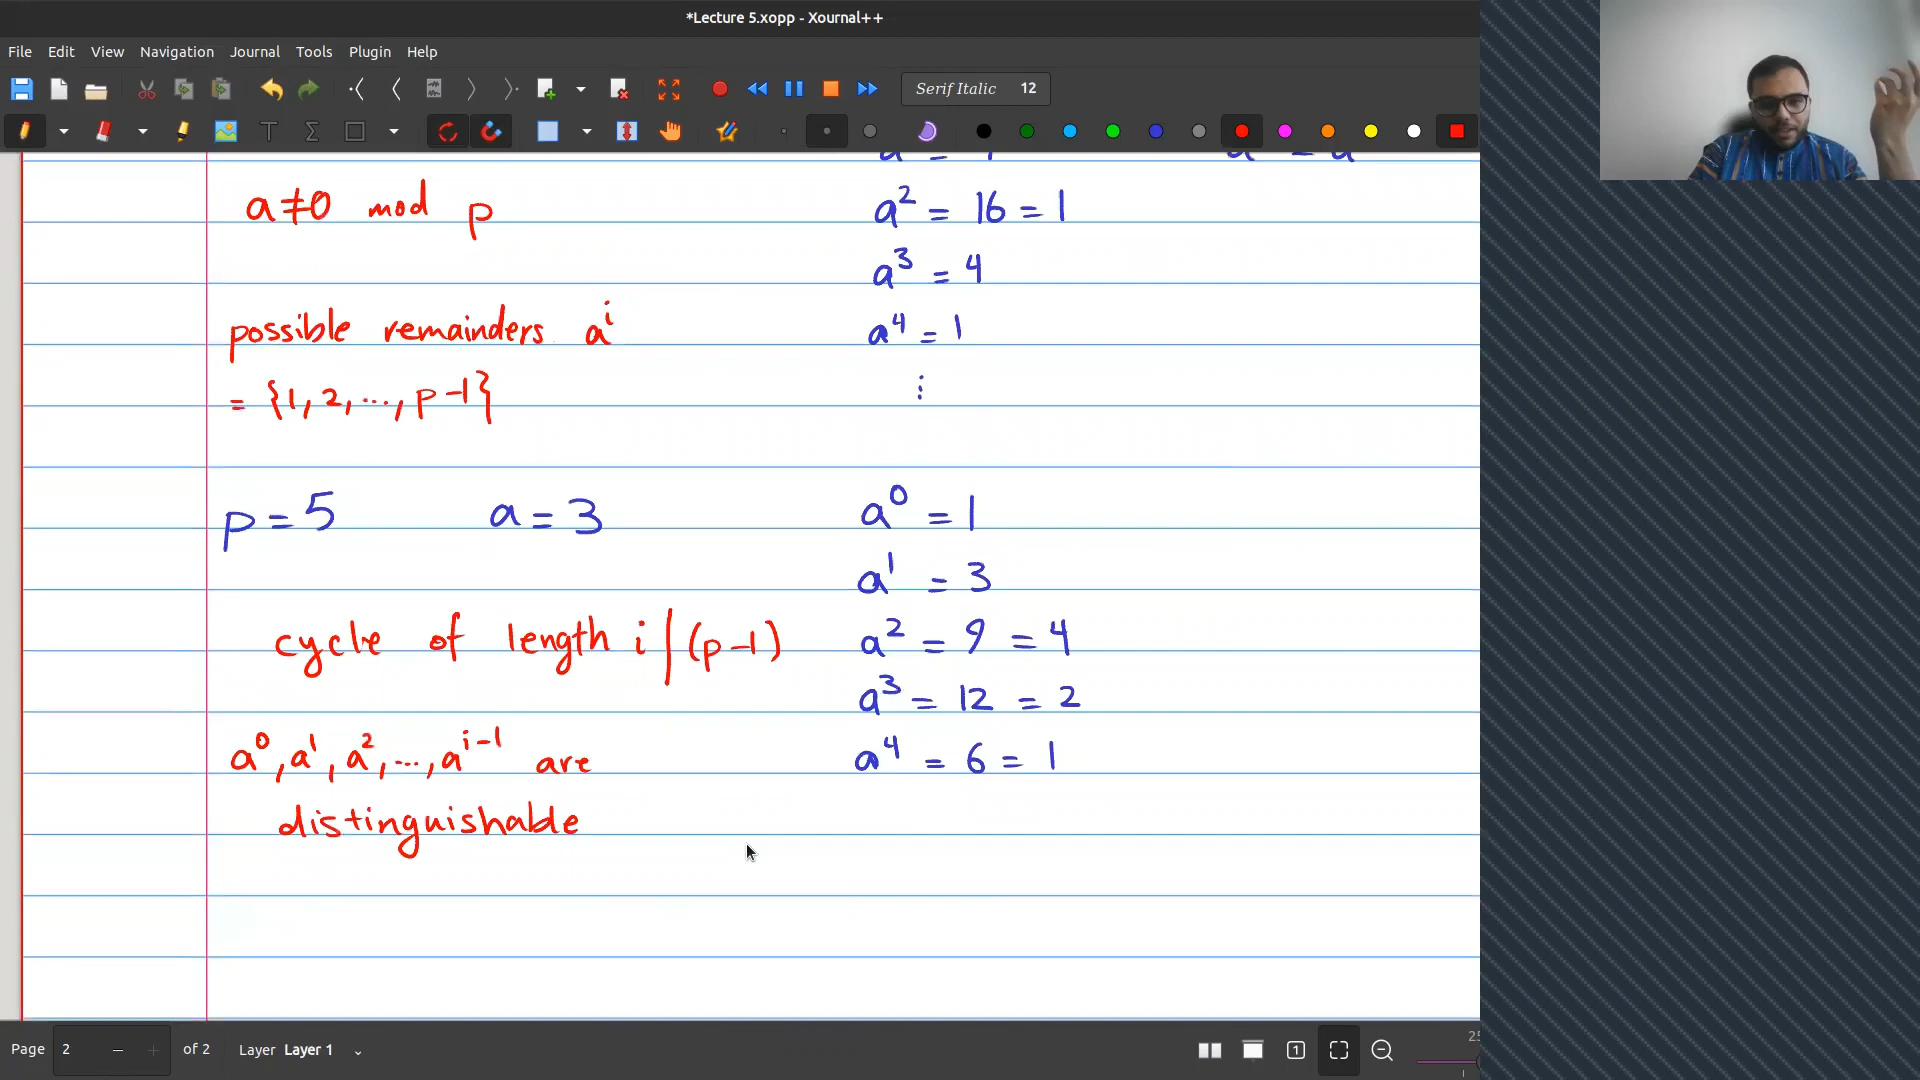 *Lecture 5.xopp - Xournal++
File Edit View Navigation Journal Tools Plugin Help
Serif Italic 12
a ≠ 0 mod p
a² = 16 = 1
a³ = 4
possible remainders aⁱ
a⁴ = 1
= {1, 2, ..., p-1}
⋮
p = 5 a = 3
a⁰ = 1
a¹ = 3
cycle of length i | (p-1)
a² = 9 = 4
a³ = 12 = 2
a⁰, a¹, a², ..., aⁱ⁻¹ are
a⁴ = 6 = 1
distinguishable
Page 2 of 2 Layer Layer 1